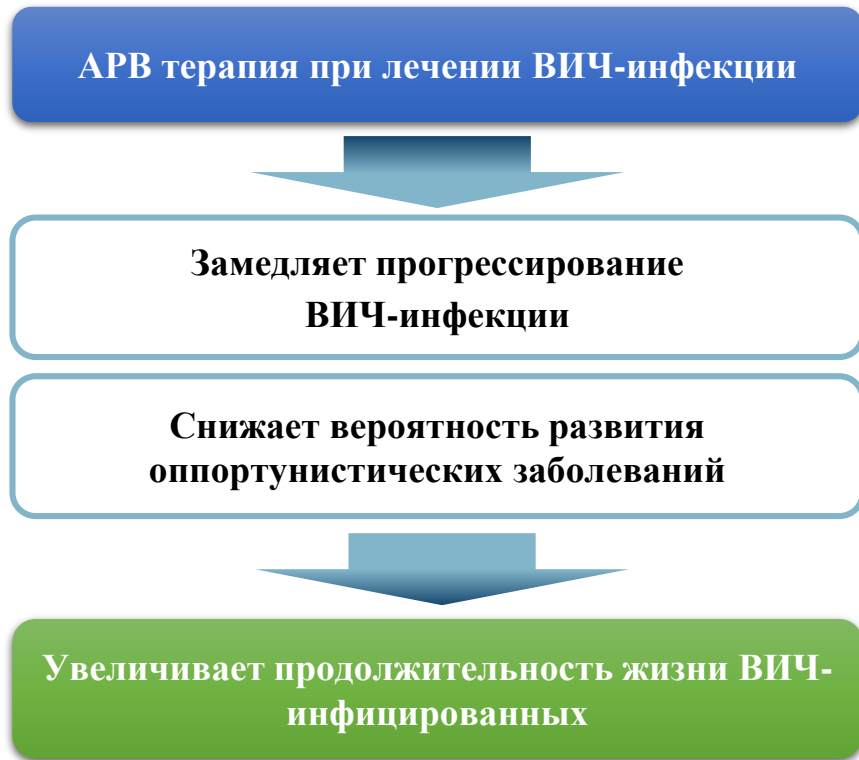 АРВ терапия при лечении ВИЧ-инфекции
Замедляет прогрессирование
ВИЧ-инфекции
Снижает вероятность развития
оппортунистических заболеваний
Увеличивает продолжительность жизни ВИЧ-
инфицированных